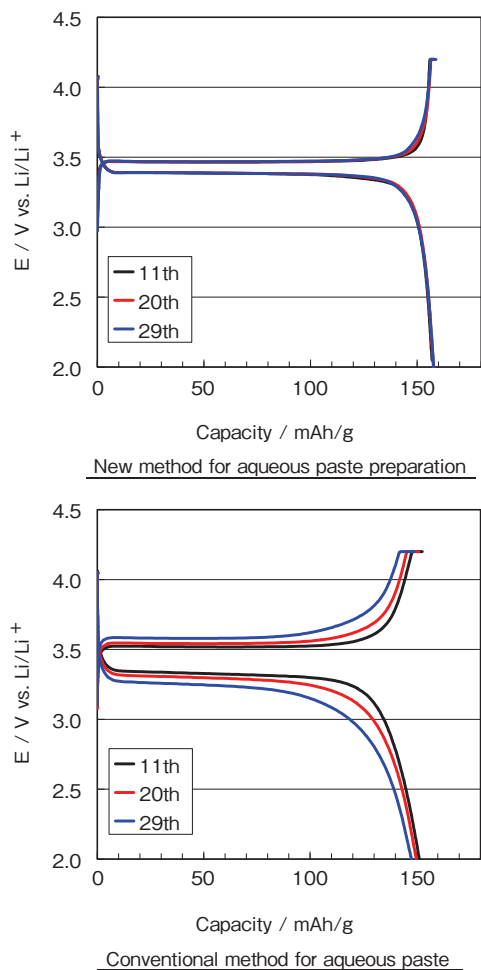 4.5
4.0
3.5
3.0
2.5
2.0
E / V vs. Li/Li+
11th
20th
29th
0 50 100 150
Capacity / mAh/g
New method for aqueous paste preparation
4.5
4.0
3.5
3.0
2.5
2.0
E / V vs. Li/Li+
11th
20th
29th
0 50 100 150
Capacity / mAh/g
Conventional method for aqueous paste